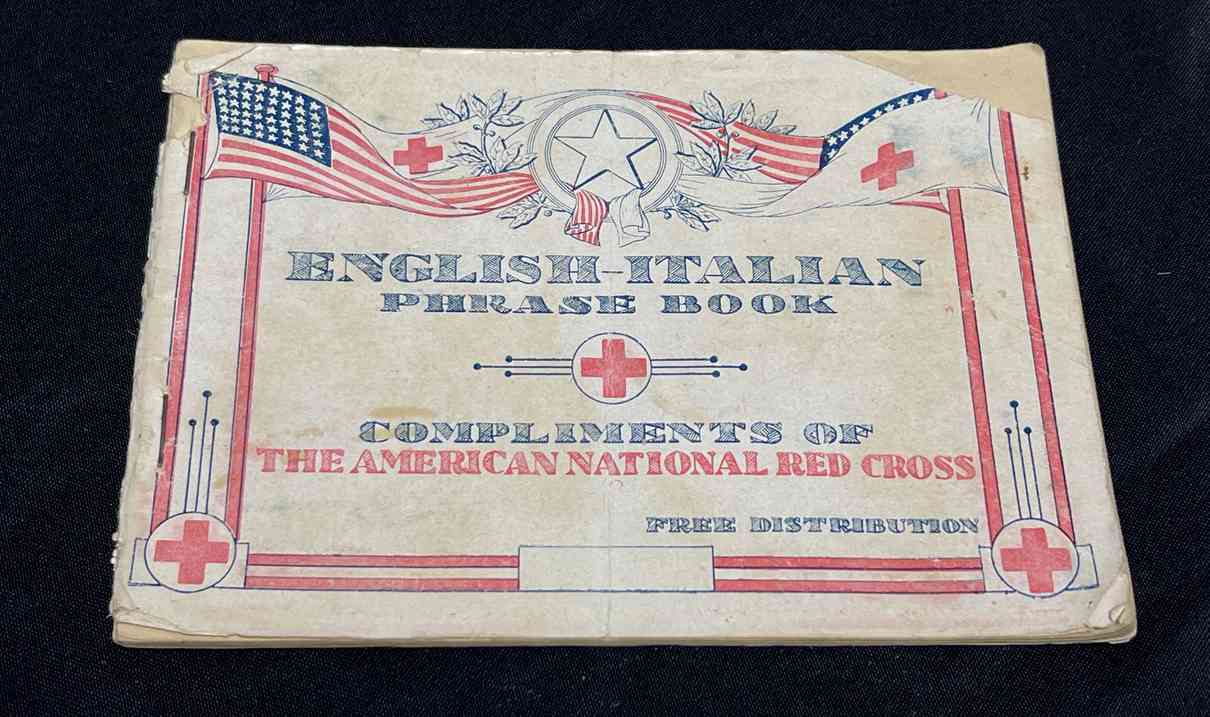 ENGLISH-ITALIAN
PHRASE BOOK
COMPLIMENTS OF
THE AMERICAN NATIONAL RED CROSS
FREE DISTRIBUTION